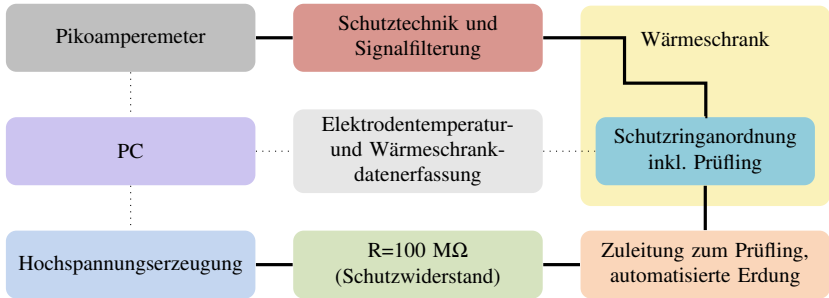 Pikoamperemeter
Schutztechnik und
Signalfilterung
Wärmeschrank
PC
Elektrodentemperatur-
und Wärmeschrank-
datenerfassung
Schutzringanordnung
inkl. Prüfling
Hochspannungserzeugung
R=100 MΩ
(Schutzwiderstand)
Zuleitung zum Prüfling,
automatisierte Erdung